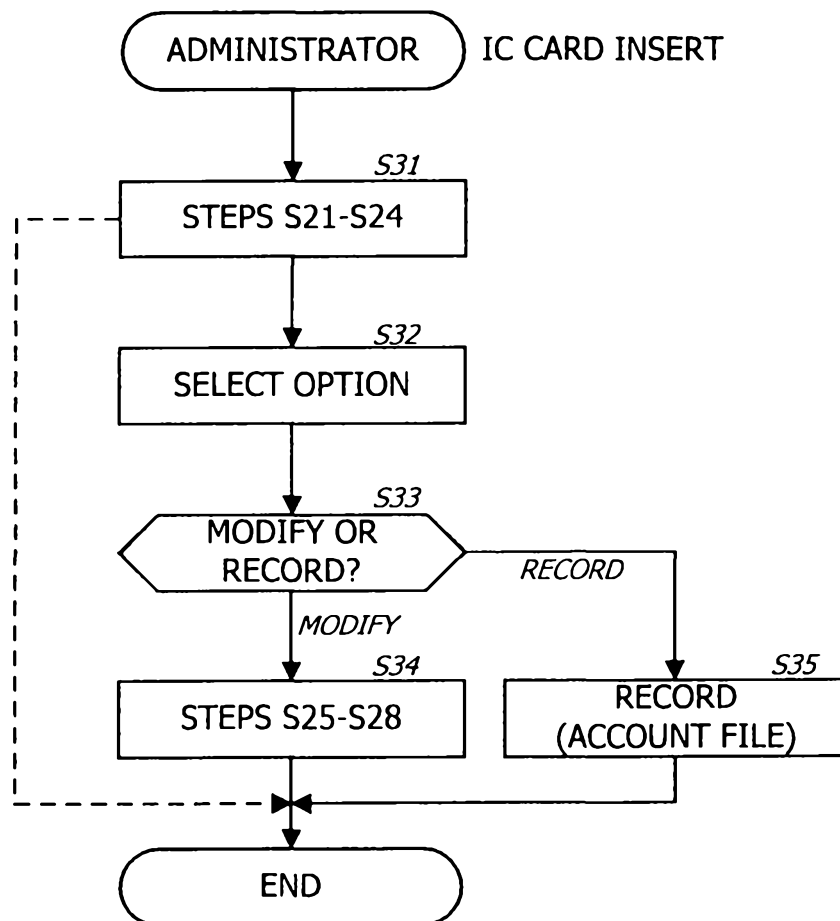 ADMINISTRATOR IC CARD INSERT
S31
STEPS S21-S24
S32
SELECT OPTION
S33
MODIFY OR
RECORD?
RECORD
MODIFY
S34
STEPS S25-S28
S35
RECORD
(ACCOUNT FILE)
END